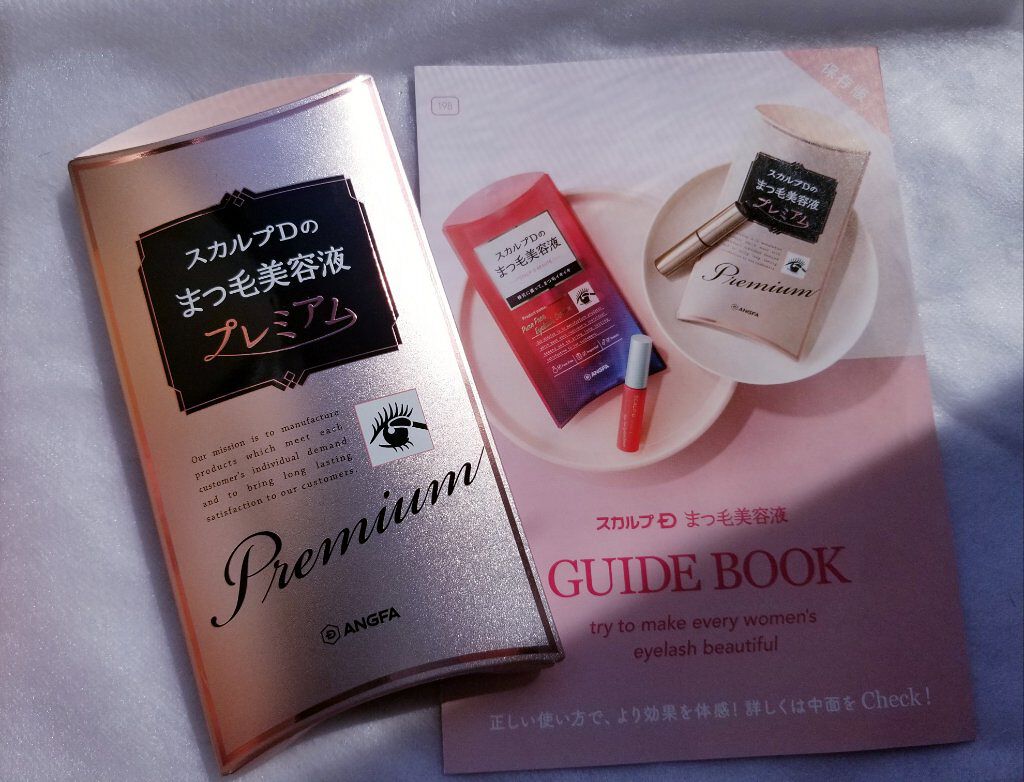 スカルプDの
まつ毛美容液
プレミアム
Our mission is to manufacture
products which meet each
customer's individual demand
and to bring long lasting
satisfaction to our customers
Premium
ANGFA
198
保存版
スカルプDの
まつ毛美容液
Pure Free
ANGFA
スカルプDの
まつ毛美容液
プレミアム
Premium
ANGFA
スカルプD まつ毛美容液
GUIDE BOOK
try to make every women's
eyelash beautiful
正しい使い方で、より効果を体感！詳しくは中面を Check！